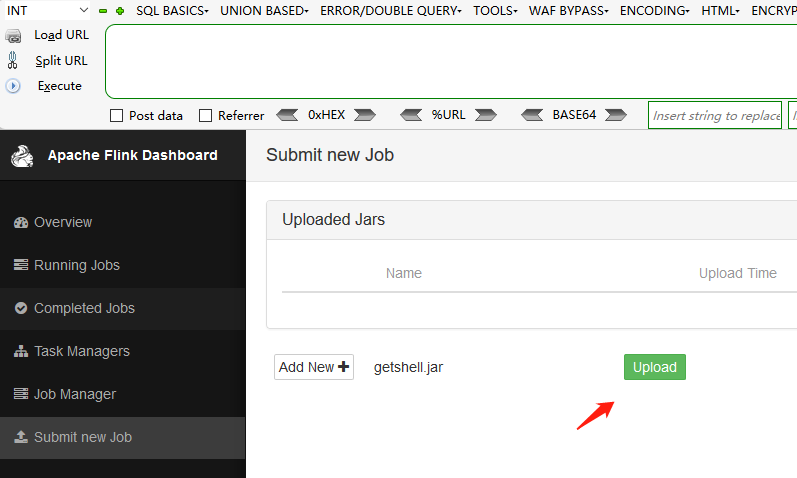 INT SQL BASICS UNION BASED ERROR/DOUBLE QUERY TOOLS WAF BYPASS ENCODING HTML ENCRYP
Load URL
Split URL
Execute
Post data Referrer 0xHEX %URL BASE64 Insert string to replace
Apache Flink Dashboard
Submit new Job
Overview
Running Jobs
Completed Jobs
Task Managers
Job Manager
Submit new Job
Uploaded Jars
Name Upload Time
Add New getshell.jar Upload